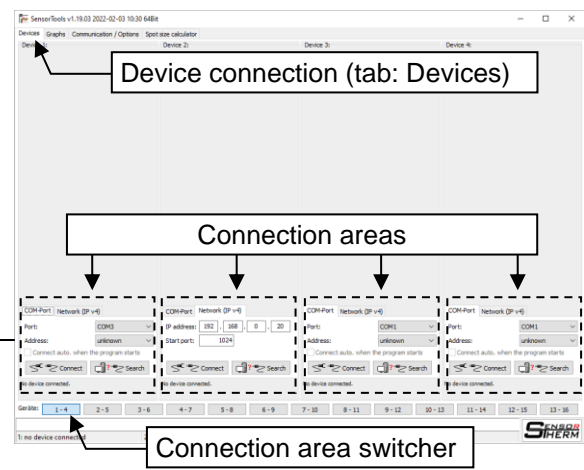 SensorTools v1.19.03 2022-02-03 10:30 64Bit
Devices Graphs Communication / Options Spot size calculator
Device 1: Device 2: Device 3: Device 4:
Device connection (tab: Devices)
Connection areas
COM-Port Network (IP v4) COM-Port Network (IP v4) COM-Port Network (IP v4) COM-Port Network (IP v4)
Port: COM3 IP address: 192 . 168 . 0 . 20 Port: COM1 Port: COM1
Address: unknown Start port: 1024 Address: unknown Address: unknown
Connect auto. when the program starts Connect auto. when the program starts Connect auto. when the program starts
Connect ? Search Connect ? Search Connect ? Search Connect ? Search
No device connected. No device connected. No device connected. No device connected.
Geräte: 1 - 4 2 - 5 3 - 6 4 - 7 5 - 8 6 - 9 7 - 10 8 - 11 9 - 12 10 - 13 11 - 14 12 - 15 13 - 16
1: no device connected
Connection area switcher
SENSOR
THERM